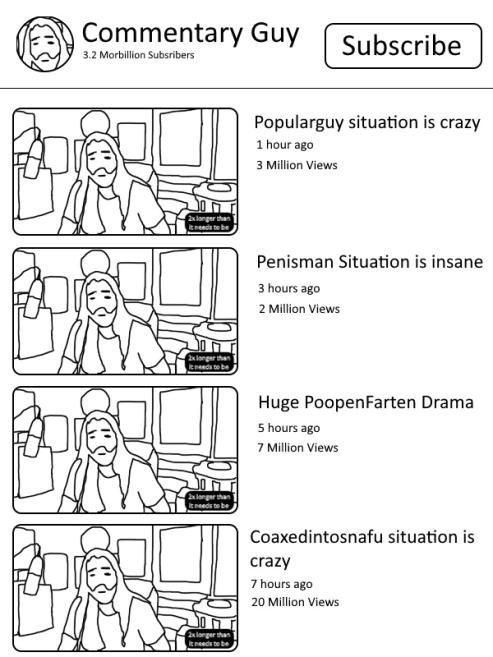 Commentary Guy
3.2 Morbillion Subsribers
Subscribe
Popularguy situation is crazy
1 hour ago
3 Million Views
2x longer than
it needs to be
Penisman Situation is insane
3 hours ago
2 Million Views
2x longer than
it needs to be
Huge PoopenFarten Drama
5 hours ago
7 Million Views
2x longer than
it needs to be
Coaxedintosnafu situation is
crazy
7 hours ago
20 Million Views
2x longer than
it needs to be